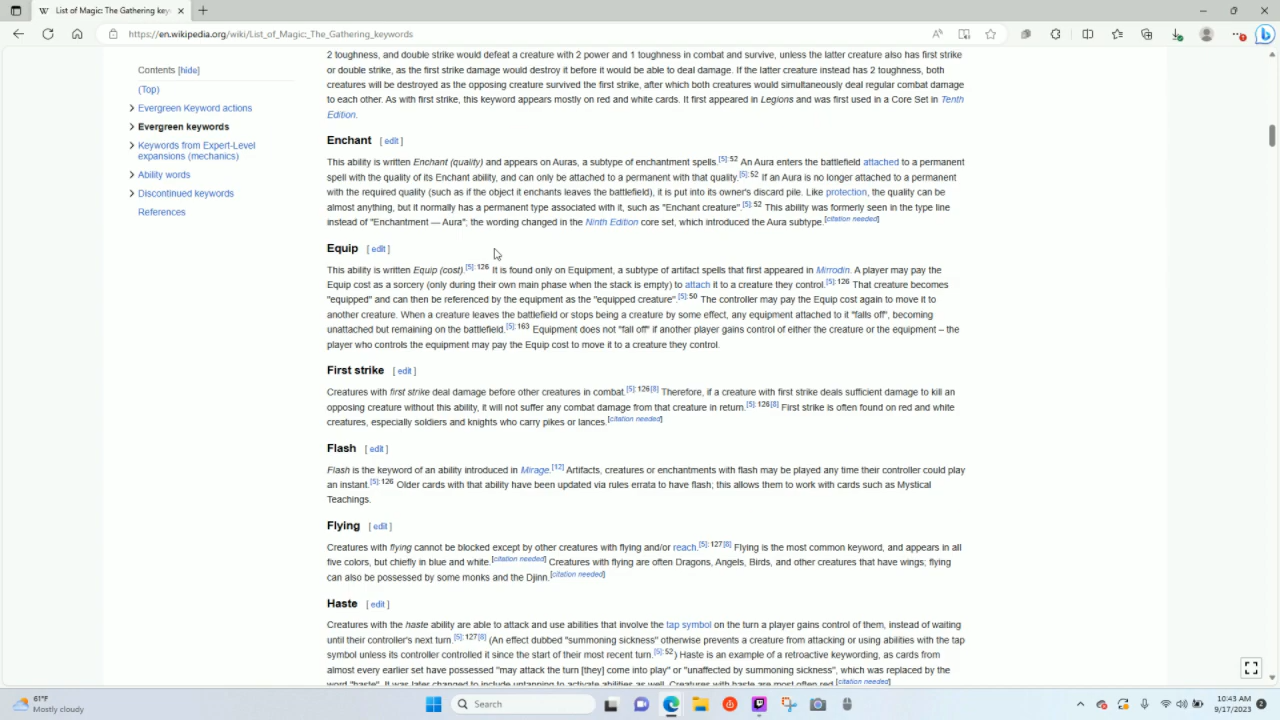 List of Magic: The Gathering key
https://en.wikipedia.org/wiki/List_of_Magic:_The_Gathering_keywords
Contents [hide]
(Top)
Evergreen Keyword actions
Evergreen keywords
Keywords from Expert-Level
expansions (mechanics)
Ability words
Discontinued keywords
References
2 toughness, and double strike would defeat a creature with 2 power and 1 toughness in combat and survive, unless the latter creature also has first strike
or double strike, as the first strike damage would destroy it before it would be able to deal damage. If the latter creature instead has 2 toughness, both
creatures will be destroyed as the opposing creature survived the first strike, after which both creatures would simultaneously deal regular combat damage
to each other. As with first strike, this keyword appears mostly on red and white cards. It first appeared in Legions and was first used in a Core Set in Tenth
Edition.
Enchant [ edit ]
This ability is written Enchant (quality) and appears on Auras, a subtype of enchantment spells.[5]: 52 An Aura enters the battlefield attached to a permanent
spell with the quality of its Enchant ability, and can only be attached to a permanent with that quality.[5]: 52 If an Aura is no longer attached to a permanent
with the required quality (such as if the object it enchants leaves the battlefield), it is put into its owner's discard pile. Like protection, the quality can be
almost anything, but it normally has a permanent type associated with it, such as "Enchant creature".[5]: 52 This ability was formerly seen in the type line
instead of "Enchantment — Aura"; the wording changed in the Ninth Edition core set, which introduced the Aura subtype.[citation needed]
Equip [ edit ]
This ability is written Equip (cost).[5]: 126 It is found only on Equipment, a subtype of artifact spells that first appeared in Mirrodin. A player may pay the
Equip cost as a sorcery (only during their own main phase when the stack is empty) to attach it to a creature they control.[5]: 126 That creature becomes
"equipped" and can then be referenced by the equipment as the "equipped creature".[5]: 50 The controller may pay the Equip cost again to move it to
another creature. When a creature leaves the battlefield or stops being a creature by some effect, any equipment attached to it "falls off", becoming
unattached but remaining on the battlefield.[5]: 163 Equipment does not "fall off" if another player gains control of either the creature or the equipment – the
player who controls the equipment may pay the Equip cost to move it to a creature they control.
First strike [ edit ]
Creatures with first strike deal damage before other creatures in combat.[5]: 126[8] Therefore, if a creature with first strike deals sufficient damage to kill an
opposing creature without this ability, it will not suffer any combat damage from that creature in return.[5]: 126[8] First strike is often found on red and white
creatures, especially soldiers and knights who carry pikes or lances.[citation needed]
Flash [ edit ]
Flash is the keyword of an ability introduced in Mirage.[12] Artifacts, creatures or enchantments with flash may be played any time their controller could play
an instant.[5]: 126 Older cards with that ability have been updated via rules errata to have flash; this allows them to work with cards such as Mystical
Teachings.
Flying [ edit ]
Creatures with flying cannot be blocked except by other creatures with flying and/or reach.[5]: 127[8] Flying is the most common keyword, and appears in all
five colors, but chiefly in blue and white.[citation needed] Creatures with flying are often Dragons, Angels, Birds, and other creatures that have wings; flying
can also be possessed by some monks and the Djinn.[citation needed]
Haste [ edit ]
Creatures with the haste ability are able to attack and use abilities that involve the tap symbol on the turn a player gains control of them, instead of waiting
until their controller's next turn.[5]: 127[8] (An effect dubbed "summoning sickness" otherwise prevents a creature from attacking or using abilities with the tap
symbol unless its controller controlled it since the start of their most recent turn.[5]: 52) Haste is an example of a retroactive keywording, as cards from
almost every earlier set have possessed "may attack the turn [they] come into play" or "unaffected by summoning sickness", which was replaced by the
word "haste". It was later changed to include untapping to activate abilities as well. Creatures with haste are most often red.[citation needed]
61°F
Mostly cloudy
Search
10:43 AM
9/17/2023